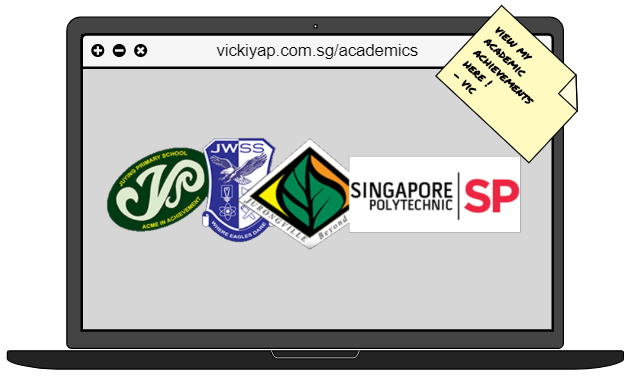 vickiyap.com.sg/academics
VIEW MY
ACADEMIC
ACHIEVEMENTS
HERE !
- VIC
JUYING PRIMARY SCHOOL
JPS
ACME IN ACHIEVEMENT
JWSS
WHERE EAGLES DARE
JURONGVILLE
Beyond
SINGAPORE
POLYTECHNIC
SP